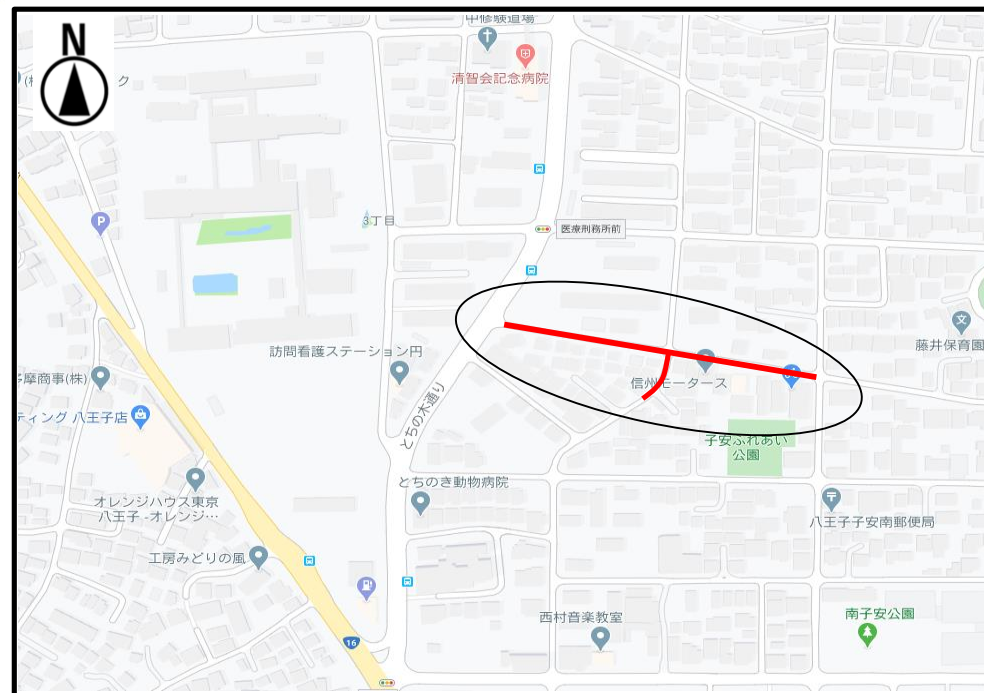 N
中修験道場
清智会記念病院
ク
P
3丁目
医療刑務所前
訪問看護ステーション円
藤井保育園
信州モータース
摩商事(株)
ティング 八王子店
とちの木通り
子安ふれあい
公園
とちのき動物病院
オレンジハウス東京
八王子 -オレンジ…
八王子子安南郵便局
工房みどりの風
西村音楽教室
南子安公園
16